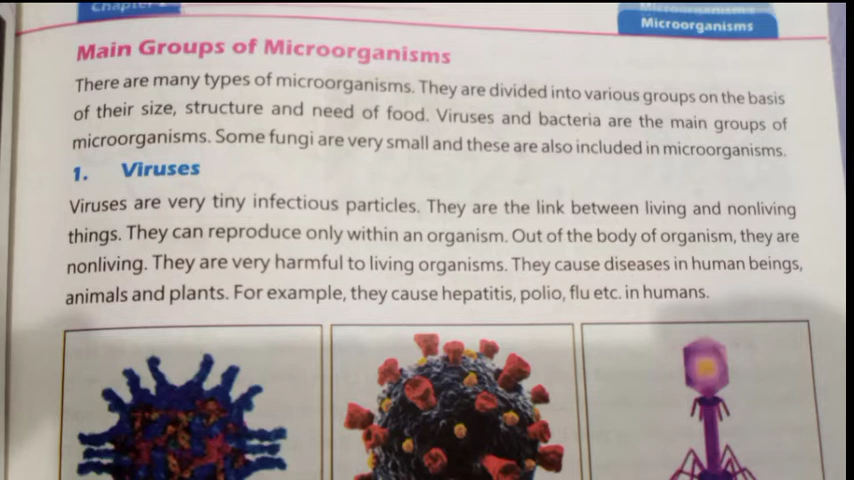 Chapter
Microorganisms
Main Groups of Microorganisms
There are many types of microorganisms. They are divided into various groups on the basis
of their size, structure and need of food. Viruses and bacteria are the main groups of
microorganisms. Some fungi are very small and these are also included in microorganisms.
1. Viruses
Viruses are very tiny infectious particles. They are the link between living and nonliving
things. They can reproduce only within an organism. Out of the body of organism, they are
nonliving. They are very harmful to living organisms. They cause diseases in human beings,
animals and plants. For example, they cause hepatitis, polio, flu etc. in humans.